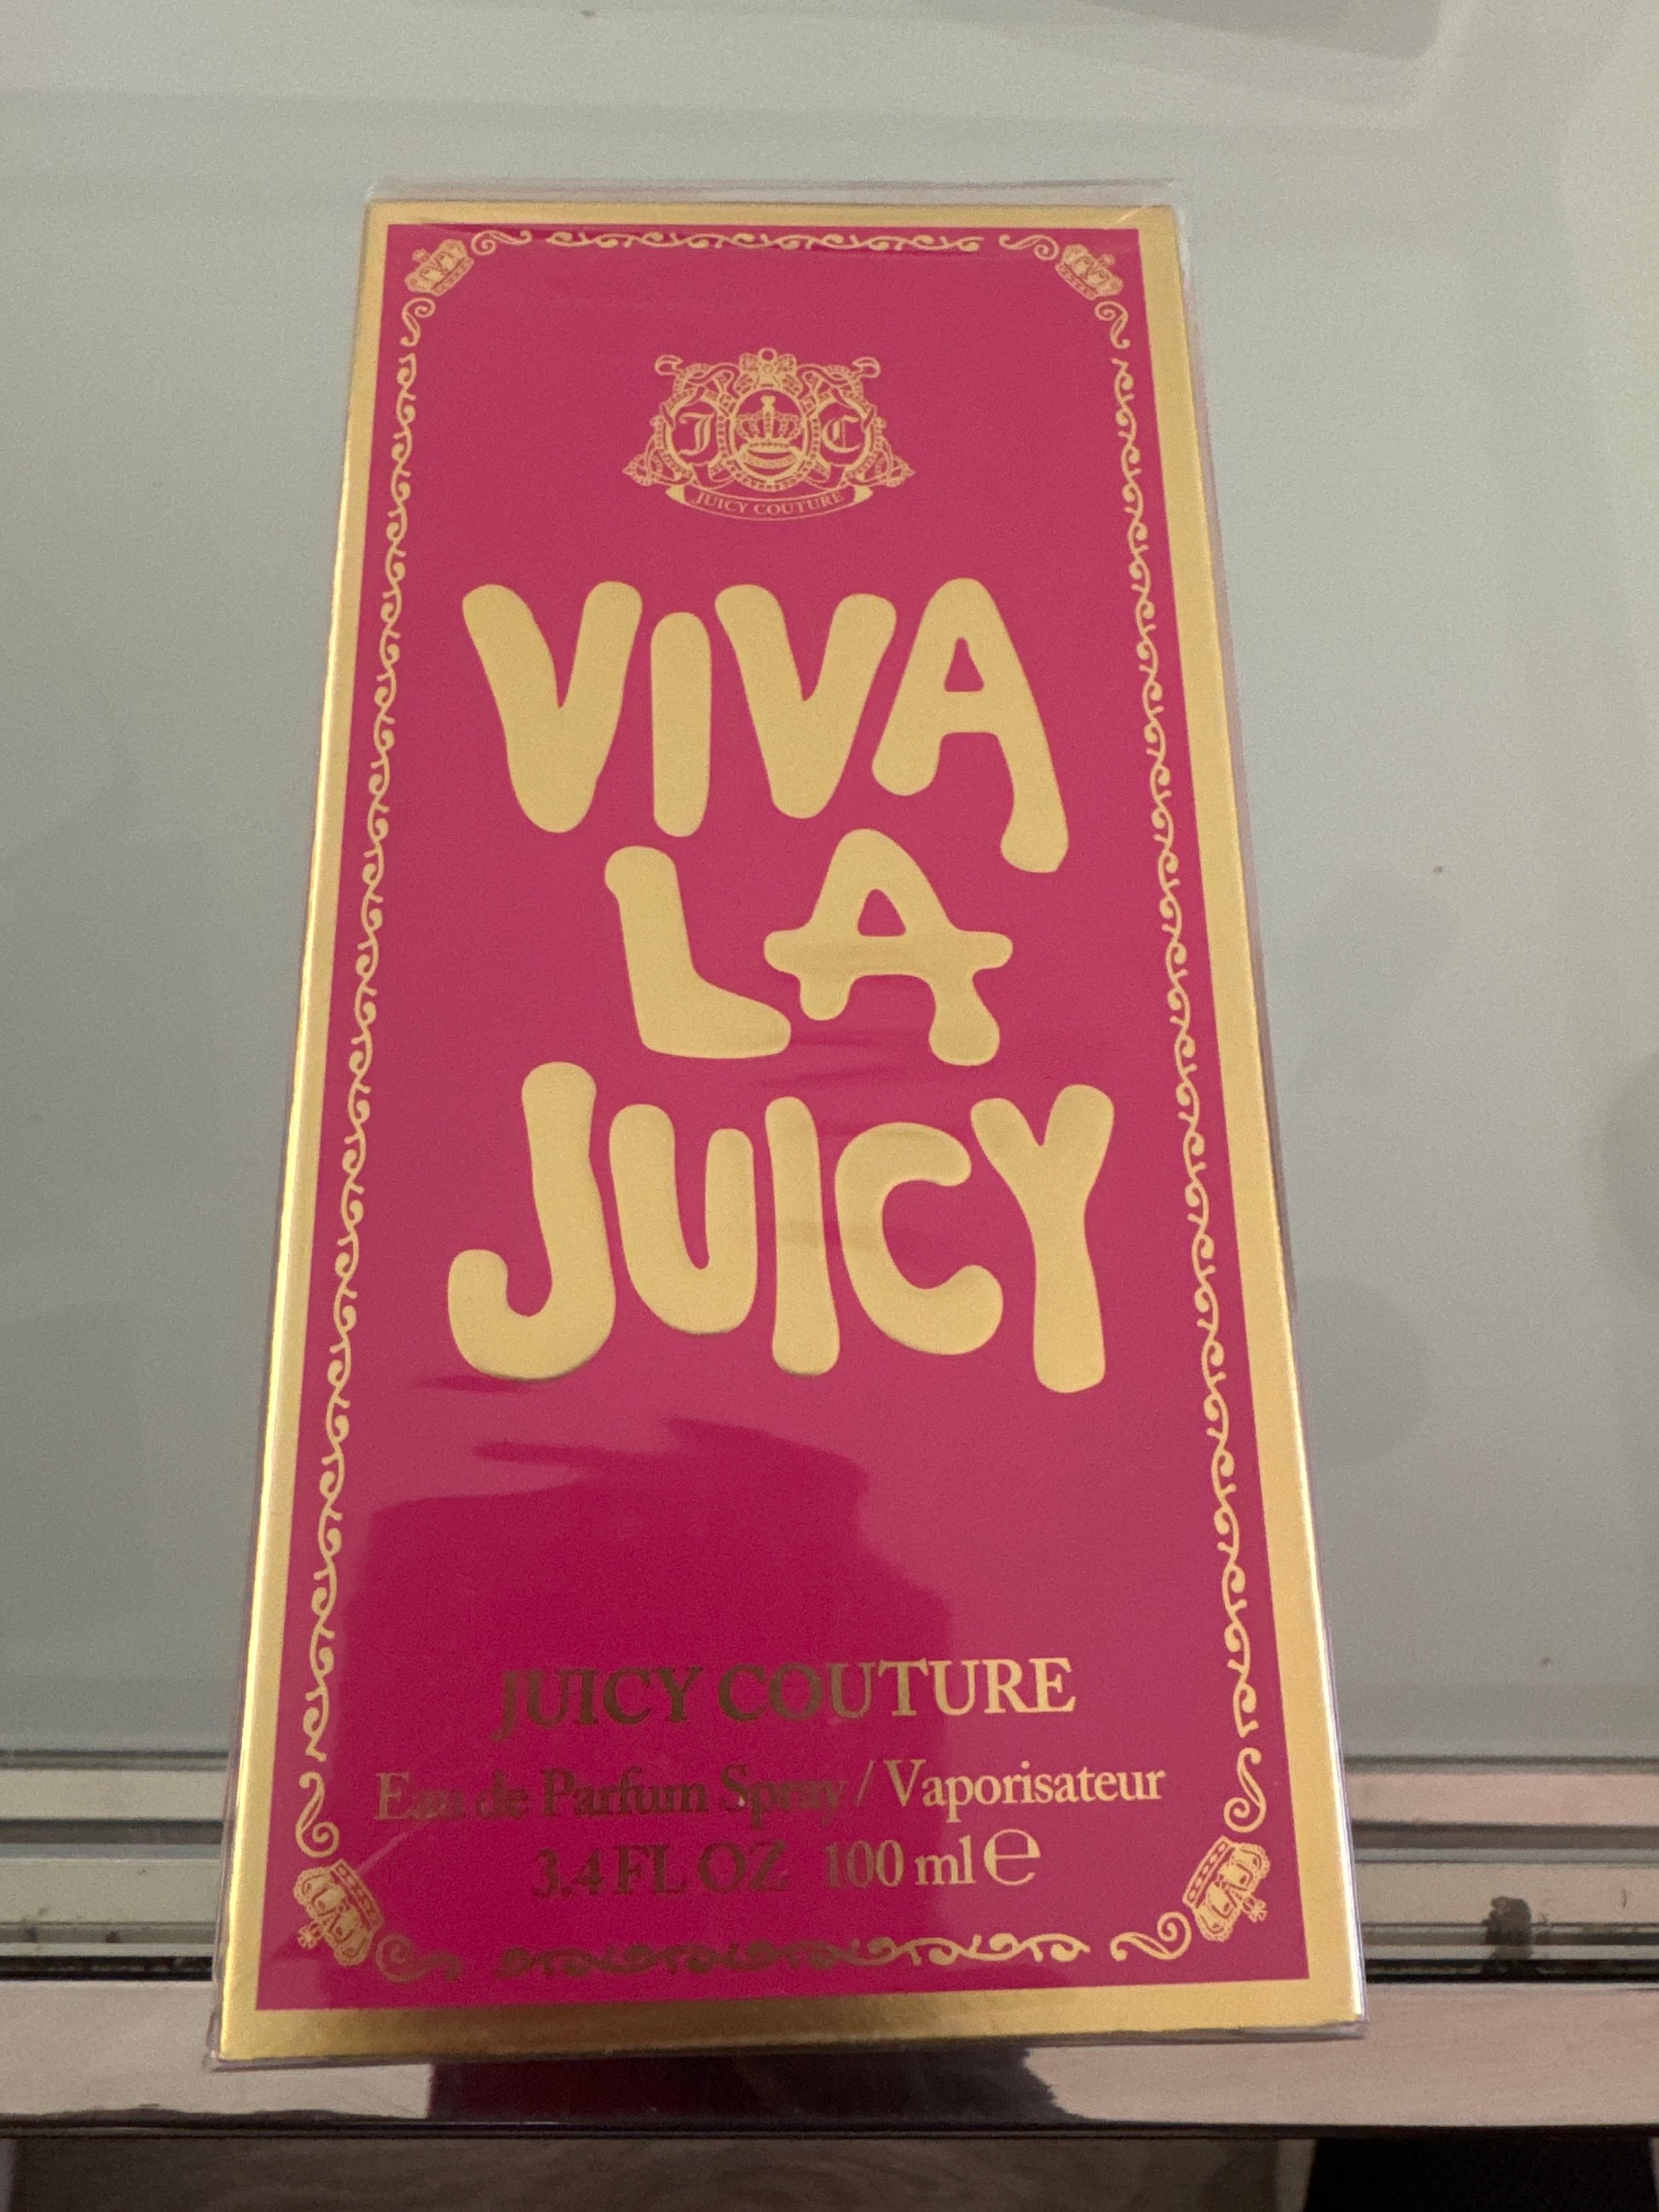 J C
JUICY COUTURE
VIVA
LA
JUICY
JUICY COUTURE
Eau de Parfum Spray / Vaporisateur
3.4 FL OZ 100 ml ℮